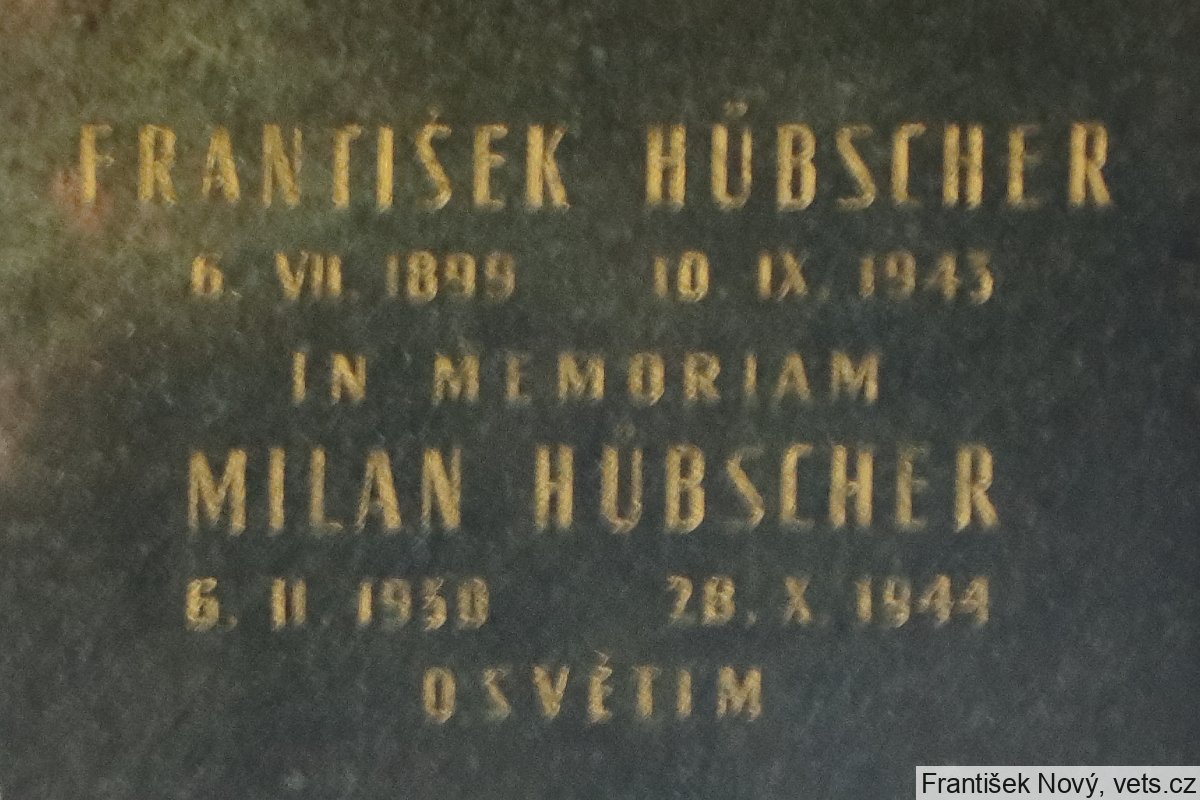 FRANTIŠEK HÜBSCHER
6. VII. 1899 10. IX. 1943
IN MEMORIAM
MILAN HÜBSCHER
6. II. 1930 28. X. 1944
OSVĚTIM
František Nový, vets.cz